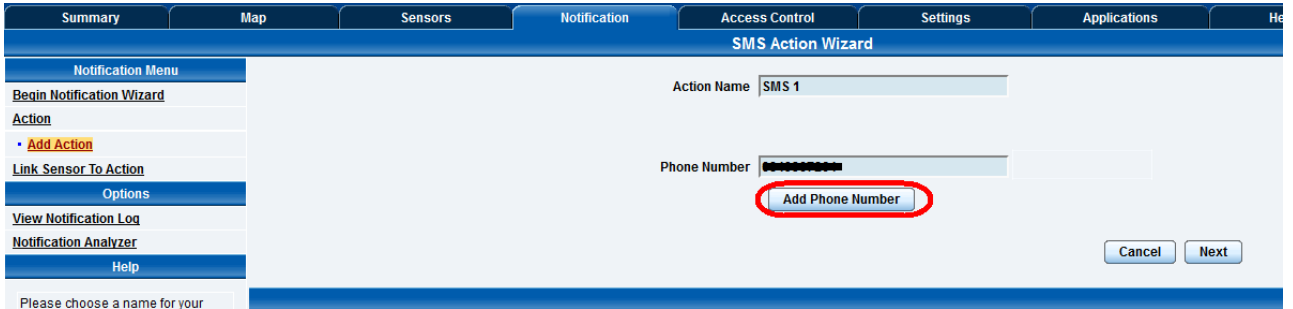 Summary Map Sensors Notification Access Control Settings Applications He
SMS Action Wizard
Notification Menu
Begin Notification Wizard
Action
Add Action
Link Sensor To Action
Options
View Notification Log
Notification Analyzer
Help
Please choose a name for your
Action Name SMS 1
Phone Number
Add Phone Number
Cancel Next